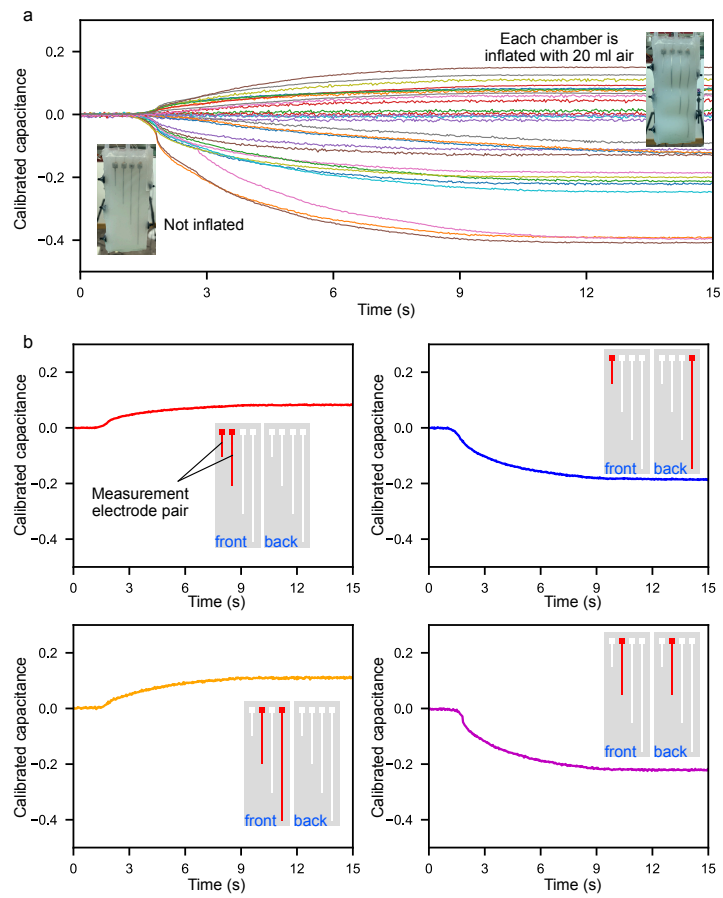 a
Each chamber is
inflated with 20 ml air
Calibrated capacitance
0.2
0.0
−0.2
−0.4
Not inflated
0
3
6
9
12
15
Time (s)
b
Calibrated capacitance
0.2
0.0
−0.2
−0.4
Measurement
electrode pair
front
back
0
3
6
9
12
15
Time (s)
Calibrated capacitance
0.2
0.0
−0.2
−0.4
front
back
0
3
6
9
12
15
Time (s)
Calibrated capacitance
0.2
0.0
−0.2
−0.4
front
back
0
3
6
9
12
15
Time (s)
Calibrated capacitance
0.2
0.0
−0.2
−0.4
front
back
0
3
6
9
12
15
Time (s)